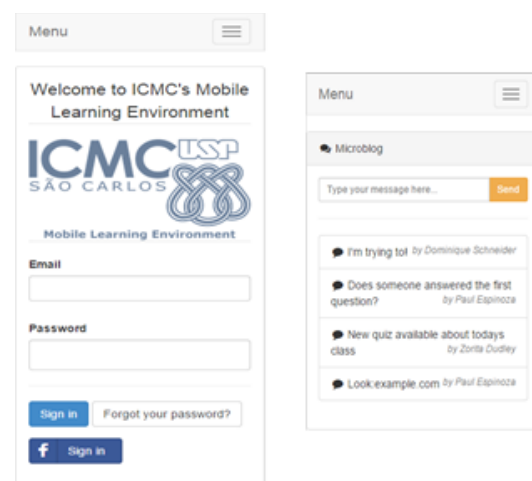 Menu
Welcome to ICMC's Mobile
Learning Environment
ICMC USP
SÃO CARLOS
Mobile Learning Environment
Email
Password
Sign in Forgot your password?
f Sign in
Menu
Microblog
Type your message here... Send
I'm trying to! by Dominique Schneider
Does someone answered the first
question? by Paul Espinoza
New quiz available about todays
class by Zorita Dudley
Look:example.com by Paul Espinoza